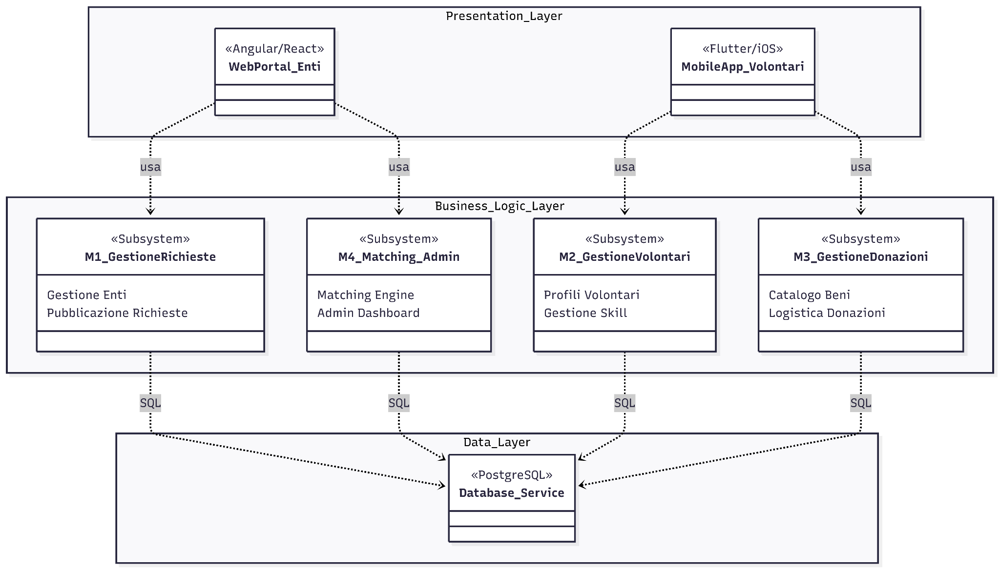 Presentation_Layer
«Angular/React»
WebPortal_Enti
«Flutter/iOS»
MobileApp_Volontari
usa
usa
usa
usa
Business_Logic_Layer
«Subsystem»
M1_GestioneRichieste
Gestione Enti
Pubblicazione Richieste
«Subsystem»
M4_Matching_Admin
Matching Engine
Admin Dashboard
«Subsystem»
M2_GestioneVolontari
Profili Volontari
Gestione Skill
«Subsystem»
M3_GestioneDonazioni
Catalogo Beni
Logistica Donazioni
SQL
SQL
SQL
SQL
Data_Layer
«PostgreSQL»
Database_Service